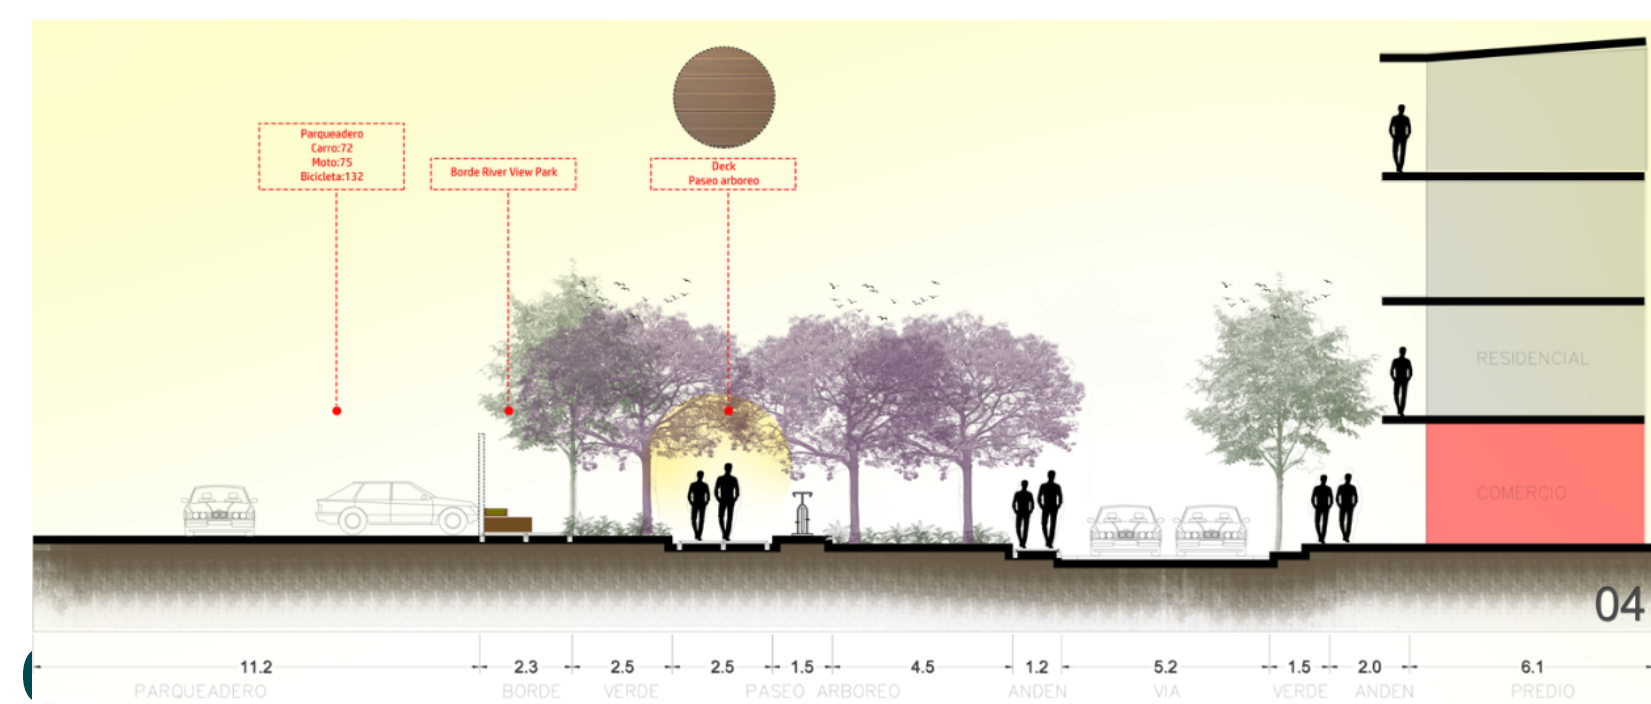 Parqueadero
Carro:72
Moto:75
Bicicleta:132
Borde River View Park
Deck
Paseo arboreo
RESIDENCIAL
COMERCIO
04
11.2 2.3 2.5 2.5 1.5 4.5 1.2 5.2 1.5 2.0 6.1
PARQUEADERO BORDE VERDE PASEO ARBOREO ANDEN VIA VERDE ANDEN PREDIO